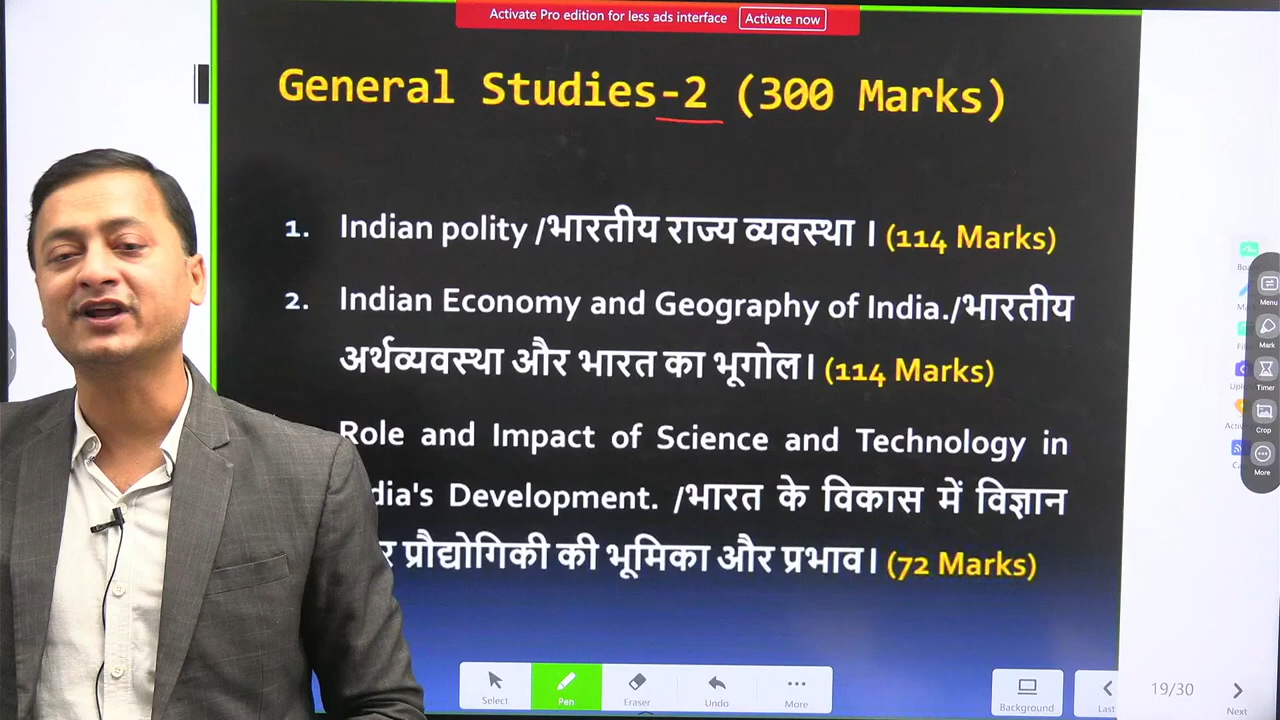 Activate Pro edition for less ads interface Activate now
General Studies-2 (300 Marks)
1. Indian polity /भारतीय राज्य व्यवस्था । (114 Marks)
2. Indian Economy and Geography of India./भारतीय
अर्थव्यवस्था और भारत का भूगोल। (114 Marks)
Role and Impact of Science and Technology in
dia's Development. /भारत के विकास में विज्ञान
प्रौद्योगिकी की भूमिका और प्रभाव। (72 Marks)
Menu
Mark
Timer
Crop
More
Select
Pen
Eraser
Undo
More
Background
Last
19/30
Next